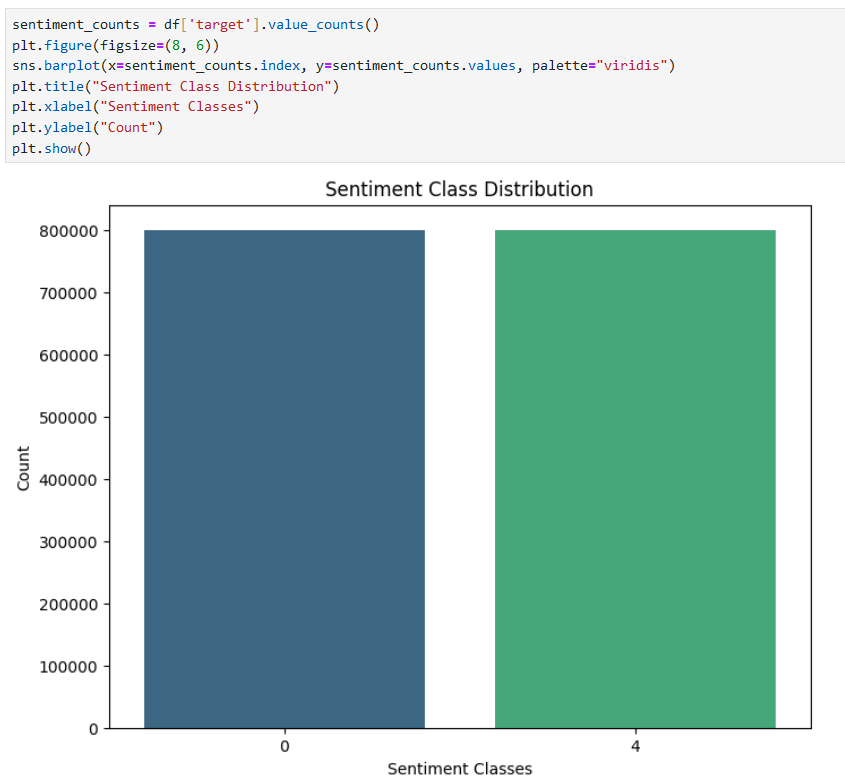 sentiment_counts = df['target'].value_counts()
plt.figure(figsize=(8, 6))
sns.barplot(x=sentiment_counts.index, y=sentiment_counts.values, palette="viridis")
plt.title("Sentiment Class Distribution")
plt.xlabel("Sentiment Classes")
plt.ylabel("Count")
plt.show()
Sentiment Class Distribution
800000
700000
600000
500000
400000
300000
200000
100000
0
Count
0 4
Sentiment Classes